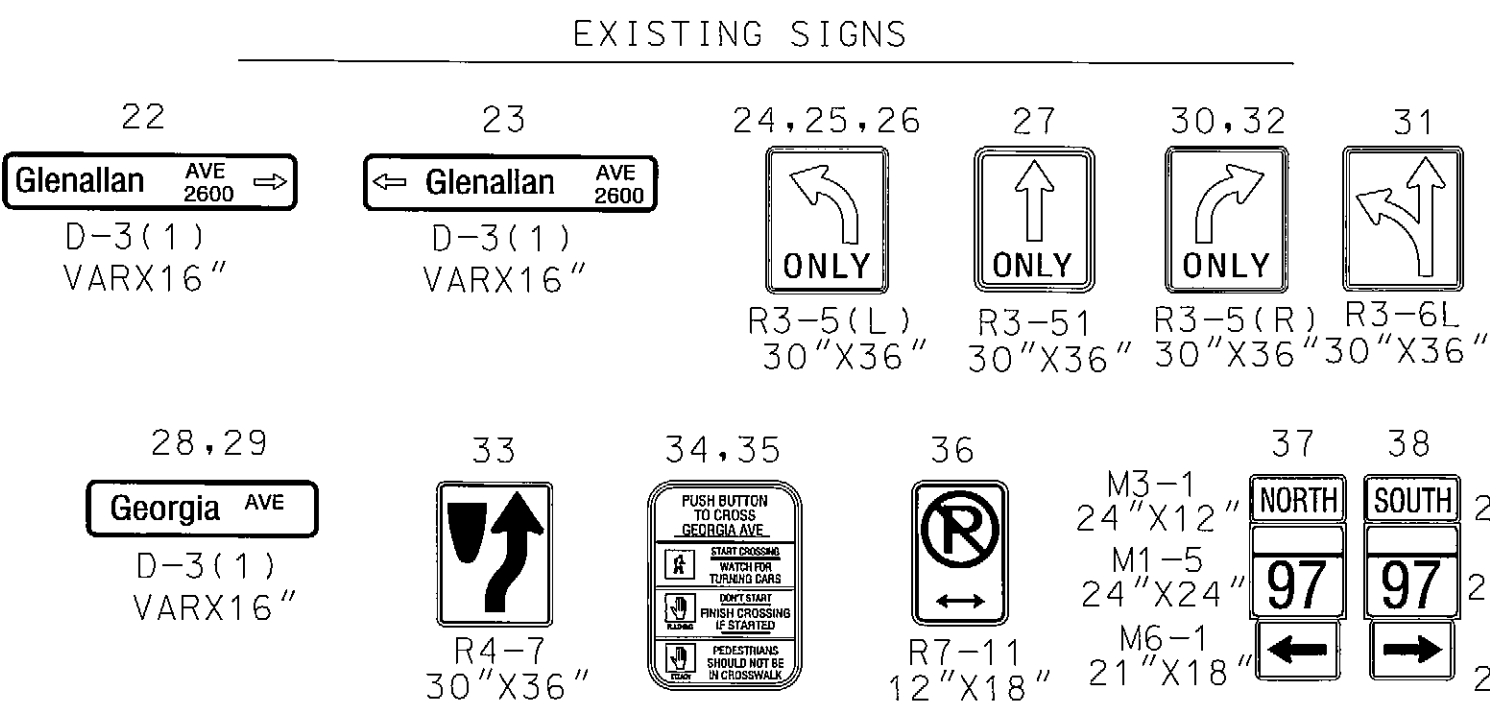 EXISTING SIGNS
22
Glenallan AVE 2600
D-3(1)
VARX16"
23
Glenallan AVE 2600
D-3(1)
VARX16"
24,25,26
ONLY
R3-5(L)
30"X36"
27
ONLY
R3-51
30"X36"
30,32
ONLY
R3-5(R)
30"X36"
31
R3-6L
30"X36"
28,29
Georgia AVE
D-3(1)
VARX16"
33
R4-7
30"X36"
34,35
PUSH BUTTON
TO CROSS
GEORGIA AVE
START CROSSING
WATCH FOR
TURNING CARS
DON'T START
FINISH CROSSING
IF STARTED
FLASHING
PEDESTRIANS
SHOULD NOT BE
IN CROSSWALK
STEADY
36
P
R7-11
12"X18"
37
M3-1
24"X12"
NORTH
M1-5
24"X24"
97
M6-1
21"X18"
38
SOUTH
97
2
2
2